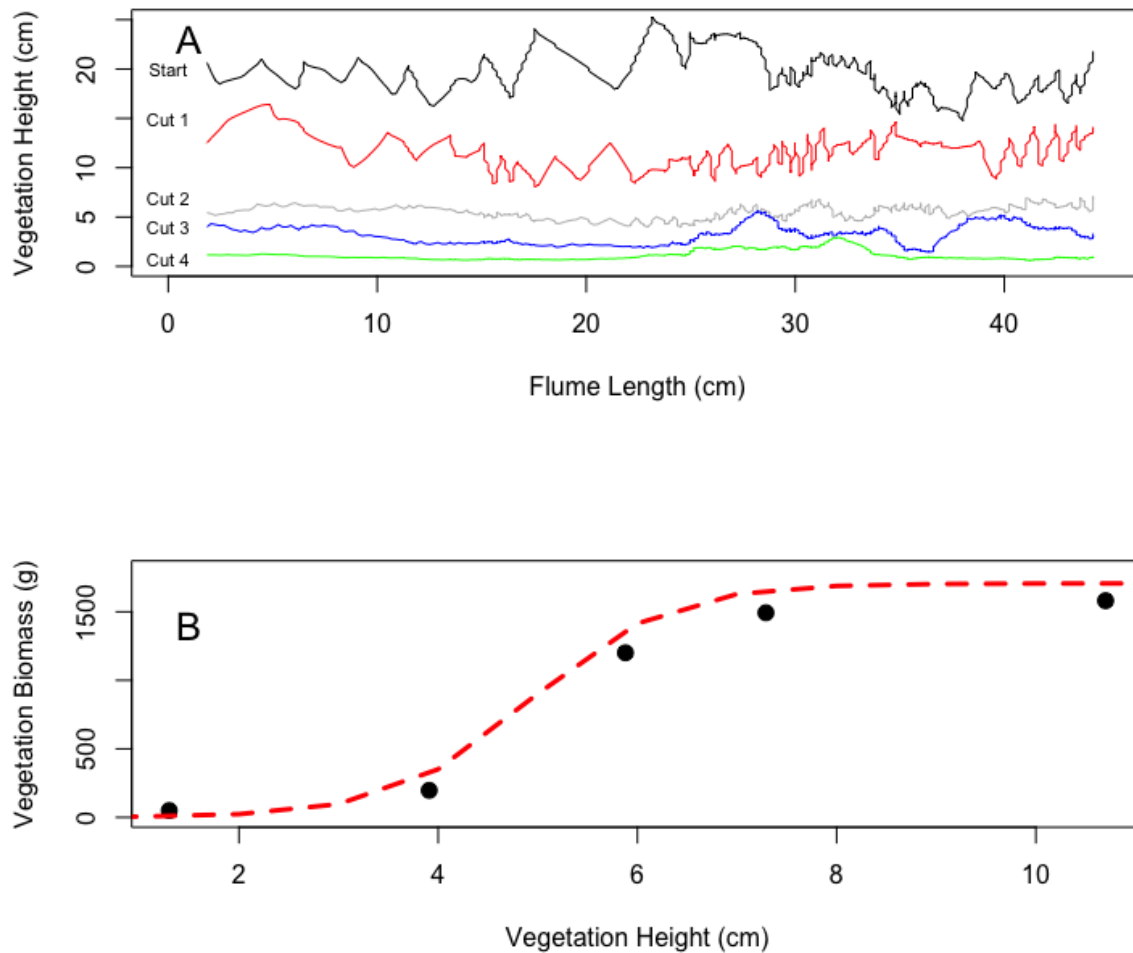 Vegetation Height (cm)
A
20
10
5
0
Start
Cut 1
Cut 2
Cut 3
Cut 4
0 10 20 30 40
Flume Length (cm)
Vegetation Biomass (g)
B
1500
500
0
2 4 6 8 10
Vegetation Height (cm)